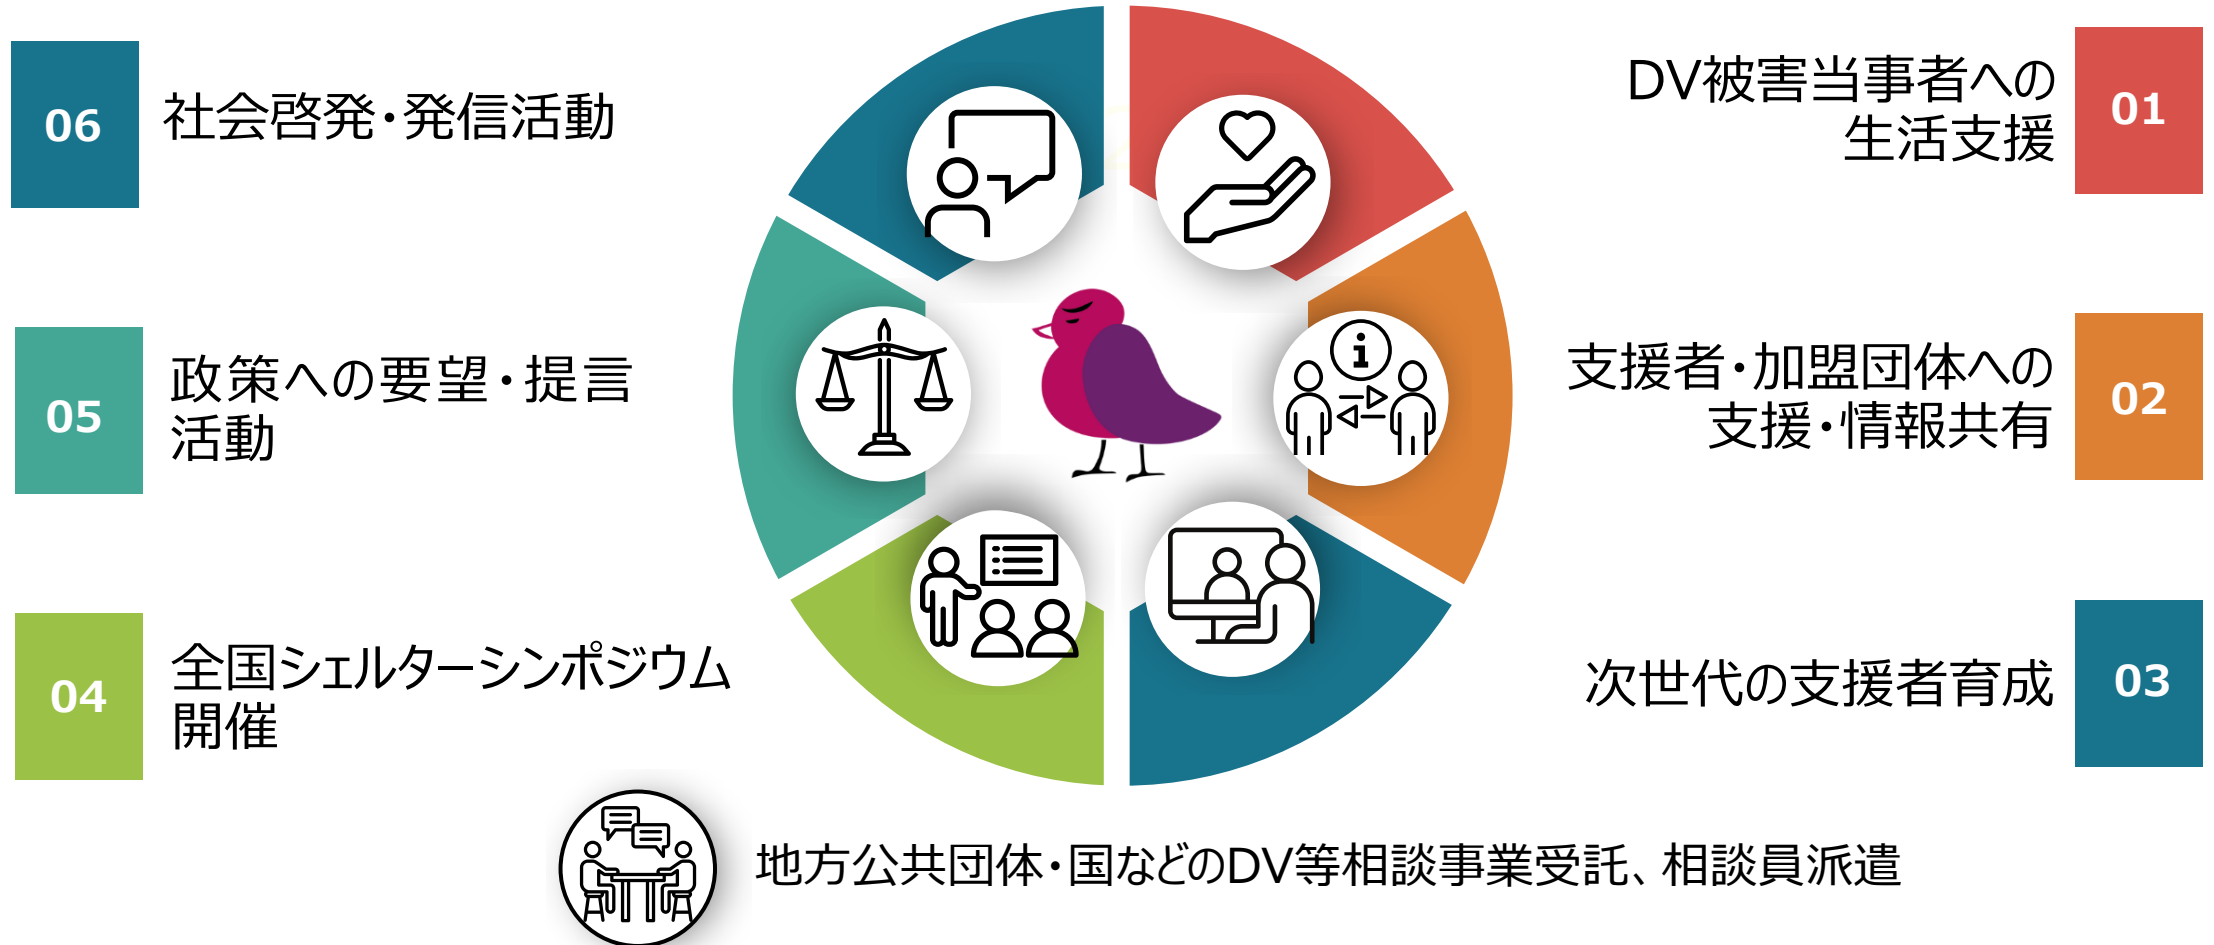 01
DV被害当事者への
生活支援
02
支援者・加盟団体への
支援・情報共有
03
次世代の支援者育成
04
全国シェルターシンポジウム
開催
05
政策への要望・提言
活動
06
社会啓発・発信活動
i
地方公共団体・国などのDV等相談事業受託、相談員派遣